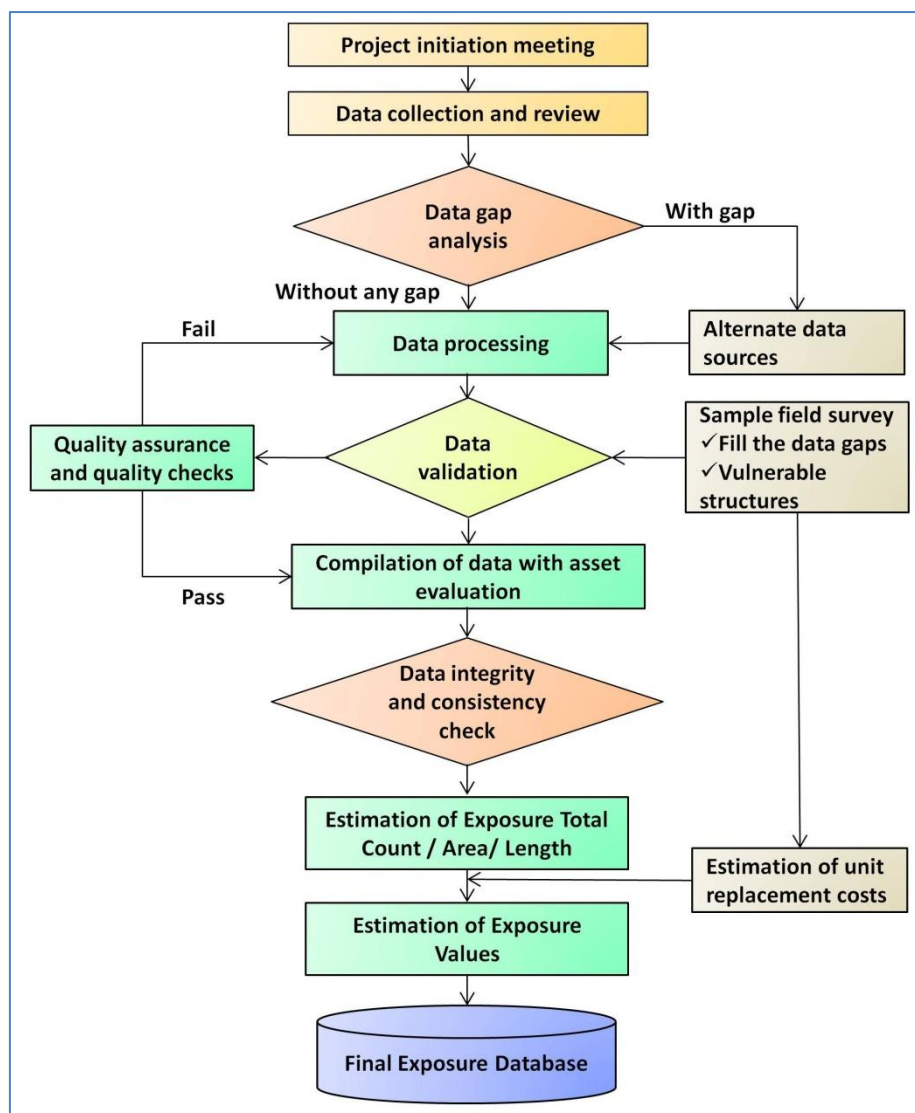 Project initiation meeting
Data collection and review
Data gap
analysis
With gap
Without any gap
Fail
Data processing
Alternate data
sources
Quality assurance
and quality checks
Data
validation
Sample field survey
✓Fill the data gaps
✓Vulnerable
structures
Pass
Compilation of data with asset
evaluation
Data integrity
and consistency
check
Estimation of Exposure Total
Count / Area/ Length
Estimation of unit
replacement costs
Estimation of Exposure
Values
Final Exposure Database